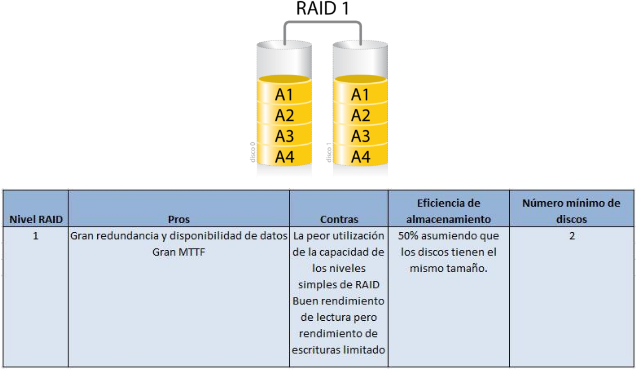 RAID 1
A1
A2
A3
A4
disco 0
A1
A2
A3
A4
disco 1
Nivel RAID
Pros
Contras
Eficiencia de
almacenamiento
Número mínimo de
discos
1
Gran redundancia y disponibilidad de datos
Gran MTTF
La peor utilización
de la capacidad de
los niveles
simples de RAID
Buen rendimiento
de lectura pero
rendimiento de
escrituras limitado
50% asumiendo que
los discos tienen el
mismo tamaño.
2